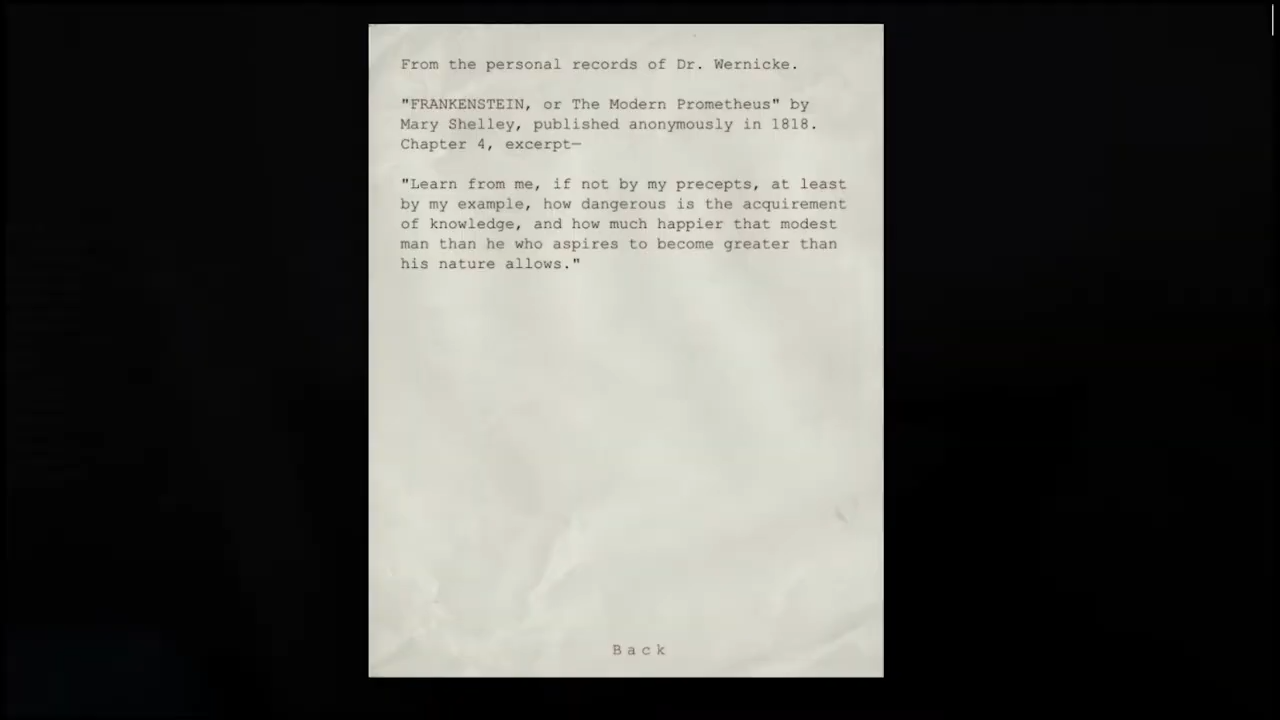 From the personal records of Dr. Wernicke.
"FRANKENSTEIN, or The Modern Prometheus" by
Mary Shelley, published anonymously in 1818.
Chapter 4, excerpt—
"Learn from me, if not by my precepts, at least
by my example, how dangerous is the acquirement
of knowledge, and how much happier that modest
man than he who aspires to become greater than
his nature allows."
Back